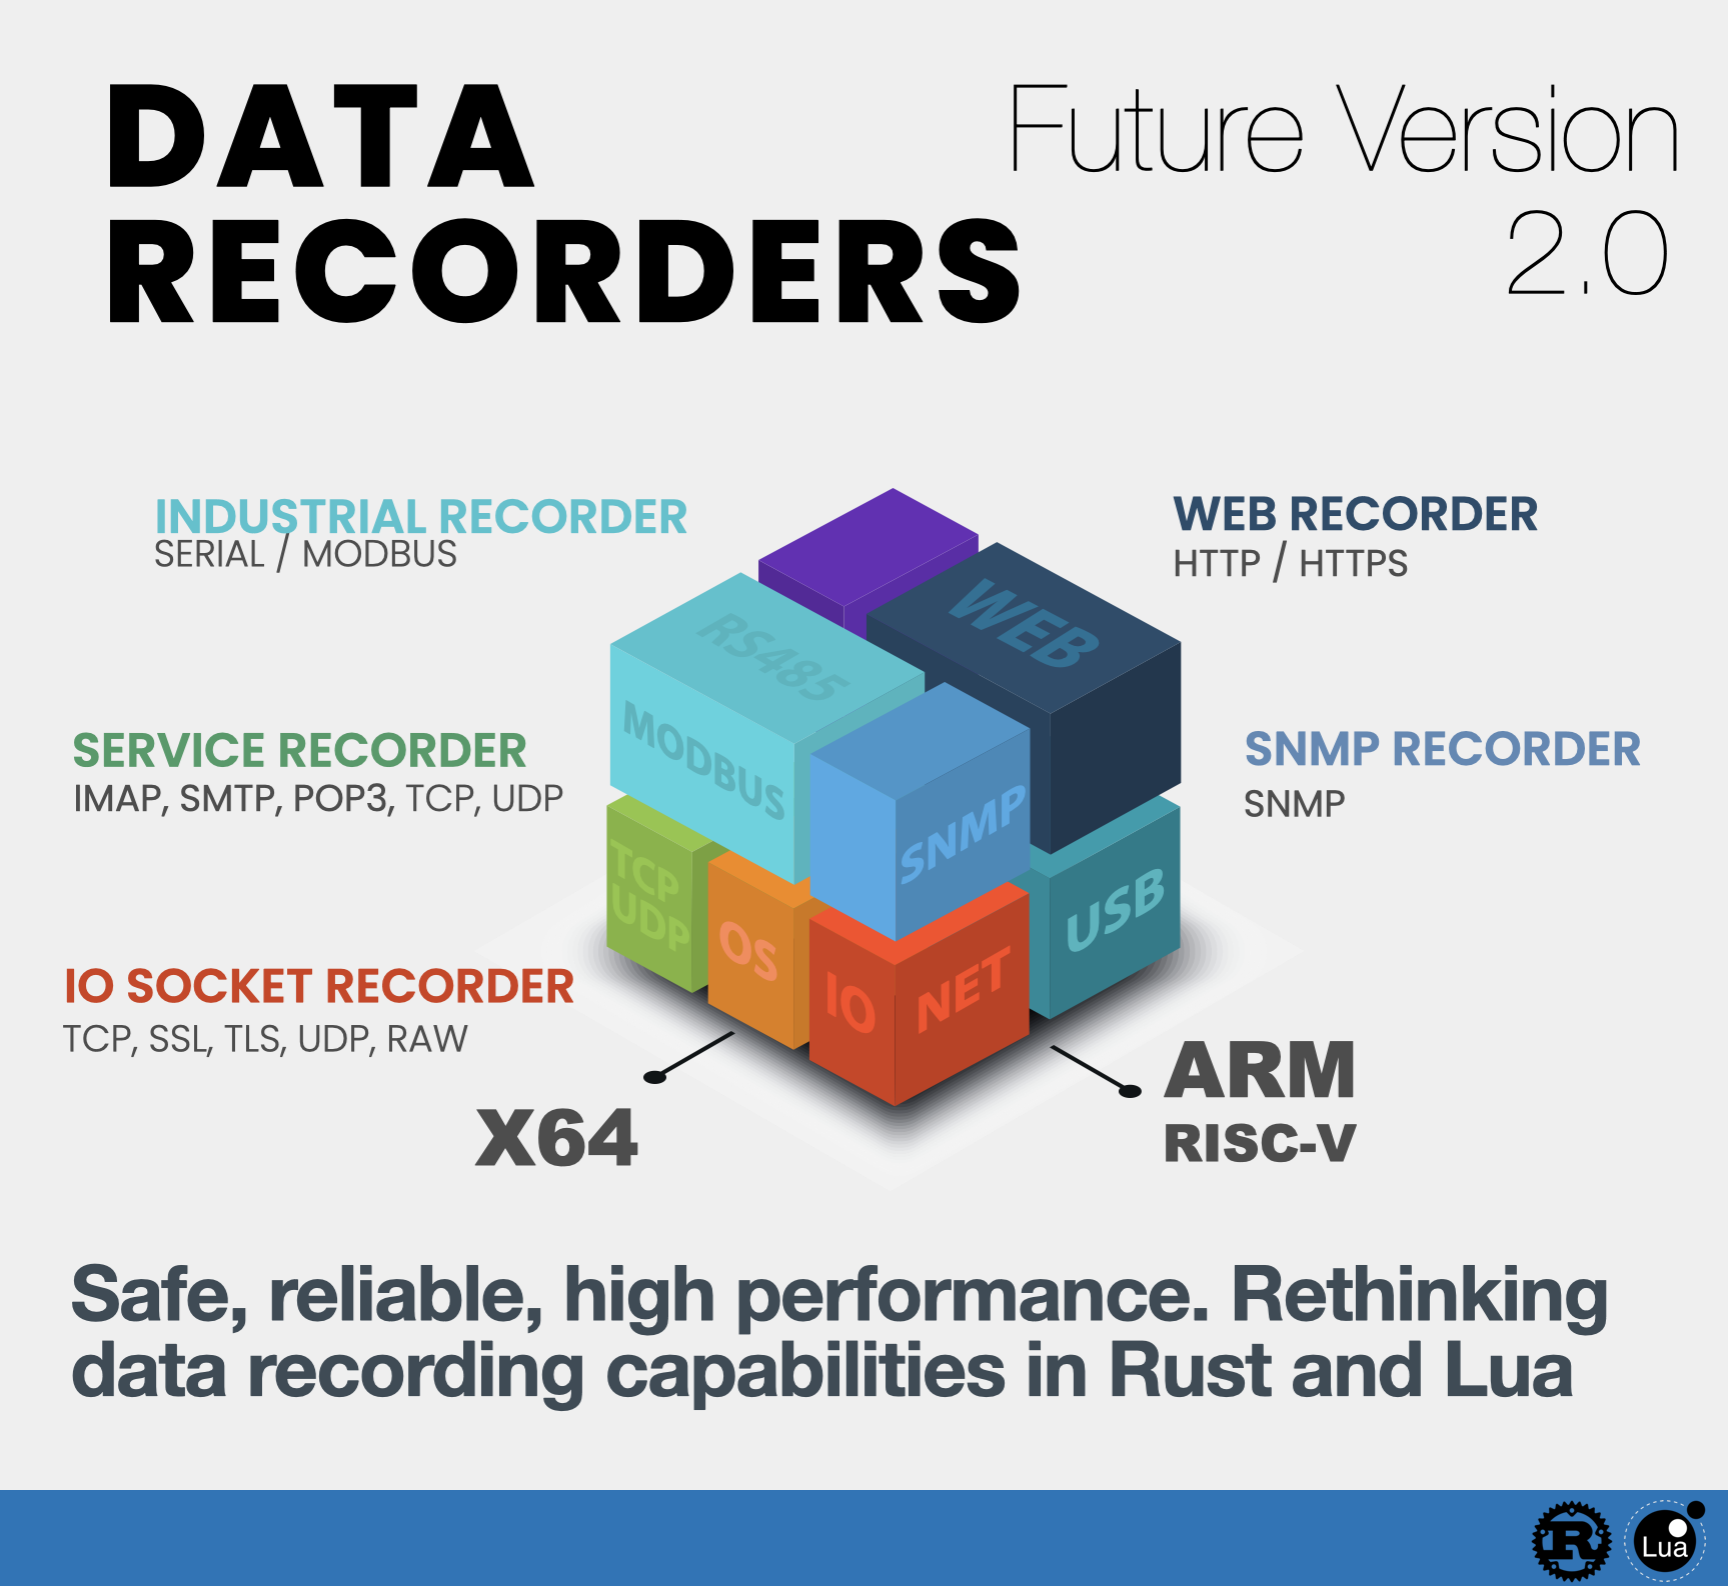 DATA
RECORDERS
Future Version
2.0
INDUSTRIAL RECORDER
SERIAL / MODBUS
WEB RECORDER
HTTP / HTTPS
SERVICE RECORDER
IMAP, SMTP, POP3, TCP, UDP
SNMP RECORDER
SNMP
IO SOCKET RECORDER
TCP, SSL, TLS, UDP, RAW
RS485
MODBUS
WEB
SNMP
TCP
UDP
OS
IO
NET
USB
X64
ARM
RISC-V
Safe, reliable, high performance. Rethinking
data recording capabilities in Rust and Lua
R
Lua